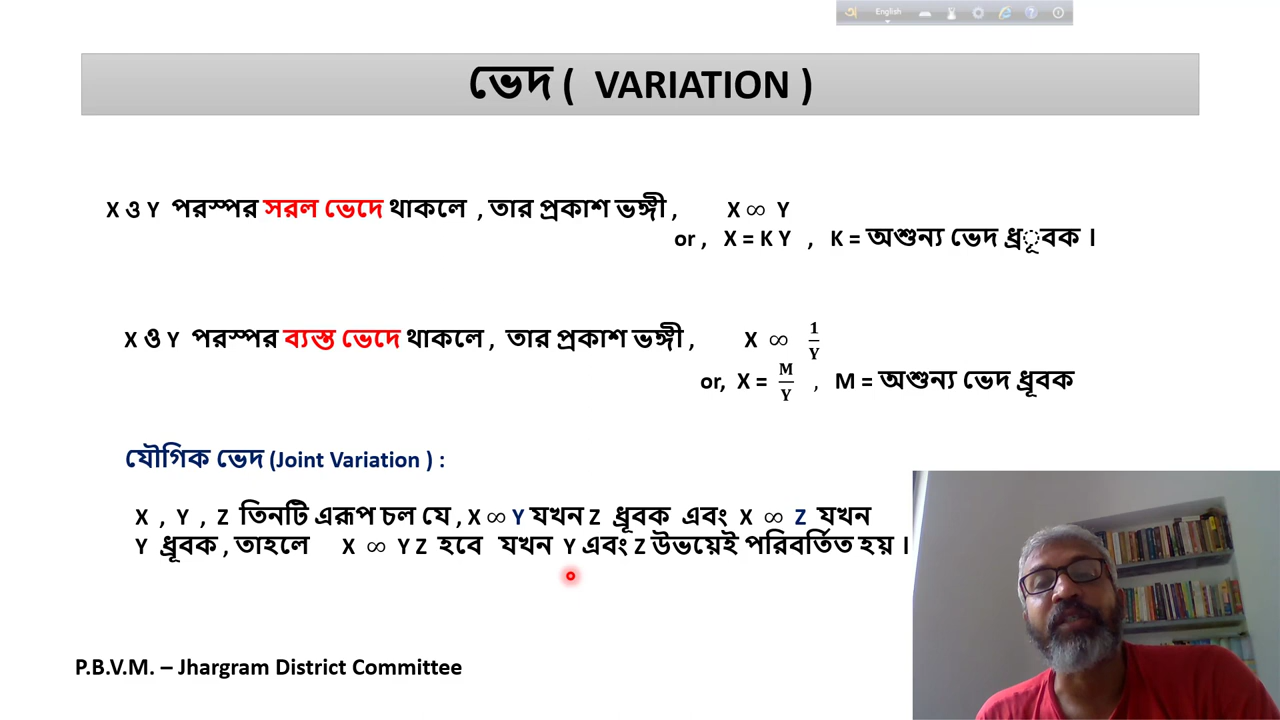 অ English
ভেদ ( VARIATION )
X ও Y পরস্পর সরল ভেদে থাকলে , তার প্রকাশ ভঙ্গী , X ∞ Y
or , X = K Y , K = অশুন্য ভেদ ধ্রূবক ।
X ও Y পরস্পর ব্যস্ত ভেদে থাকলে , তার প্রকাশ ভঙ্গী , X ∞ 1/Y
or, X = M/Y , M = অশুন্য ভেদ ধ্রূবক
যৌগিক ভেদ (Joint Variation ) :
X , Y , Z তিনটি এরূপ চল যে , X ∞ Y যখন Z ধ্রূবক এবং X ∞ Z যখন
Y ধ্রূবক , তাহলে X ∞ Y Z হবে যখন Y এবং Z উভয়েই পরিবর্তিত হয় ।
P.B.V.M. – Jhargram District Committee